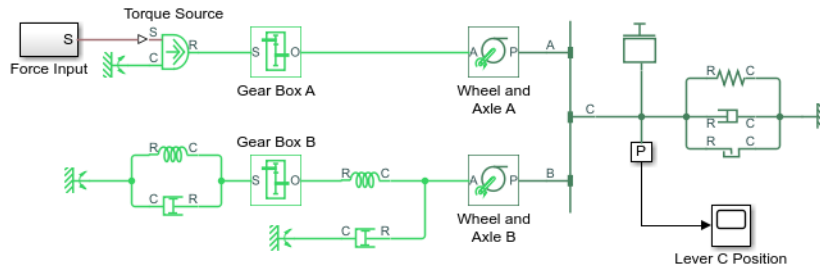 Torque Source
S
S
R
C
Force Input
S
O
Gear Box A
A
P
Wheel and
Axle A
A
R
C
R
C
R
C
C
P
Gear Box B
R
C
C
R
S
O
R
C
C
R
A
P
Wheel and
Axle B
B
Lever C Position